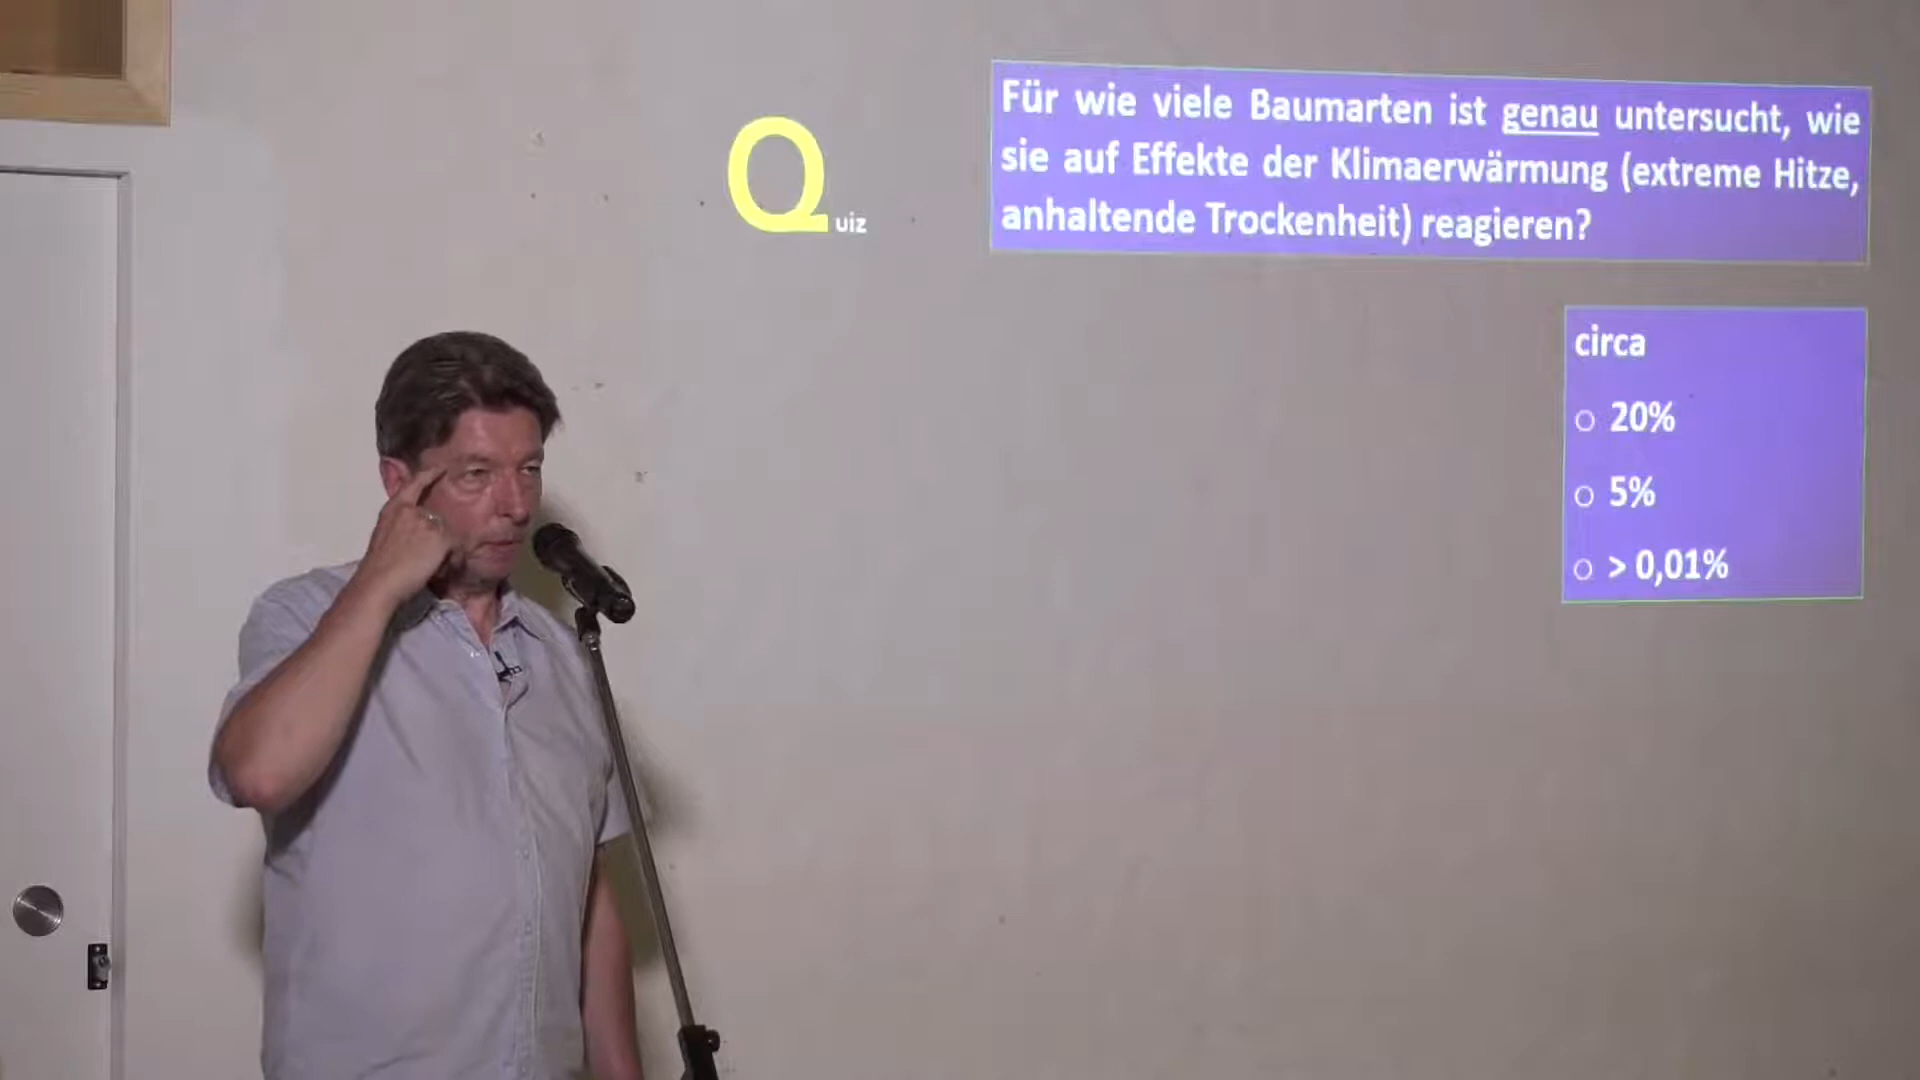 Quiz
Für wie viele Baumarten ist genau untersucht, wie
sie auf Effekte der Klimaerwärmung (extreme Hitze,
anhaltende Trockenheit) reagieren?
circa
○ 20%
○ 5%
○ > 0,01%